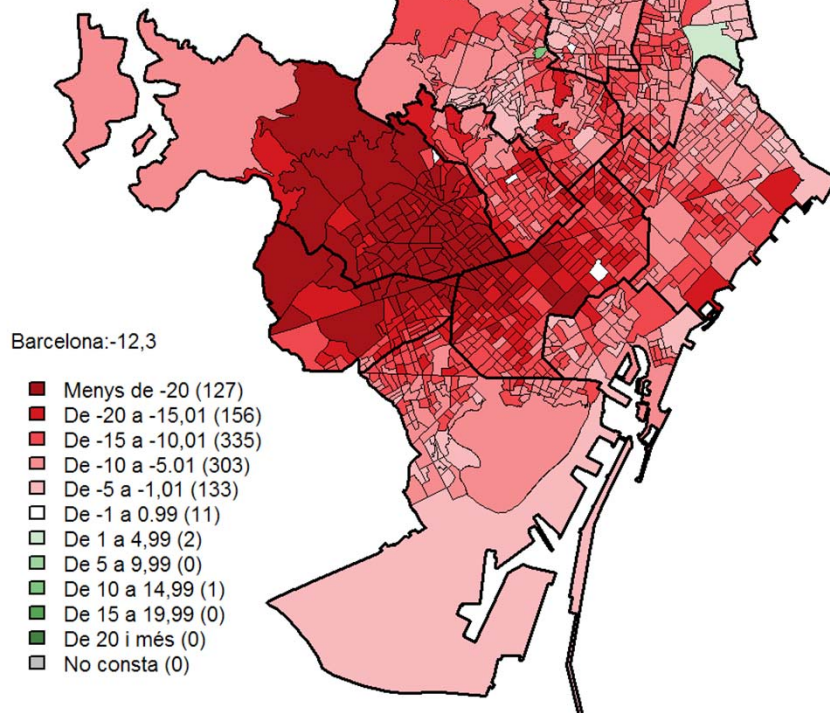 Barcelona:-12,3
Menys de -20 (127)
De -20 a -15,01 (156)
De -15 a -10,01 (335)
De -10 a -5.01 (303)
De -5 a -1,01 (133)
De -1 a 0.99 (11)
De 1 a 4,99 (2)
De 5 a 9,99 (0)
De 10 a 14,99 (1)
De 15 a 19,99 (0)
De 20 i més (0)
No consta (0)